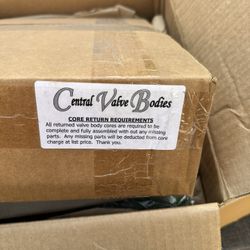 Central Valve Bodies
CORE RETURN REQUIREMENTS
All returned valve body cores are required to be
complete and fully assembled with out any missing
parts. Any missing parts will be deducted from core
charge at list price. Thank you.